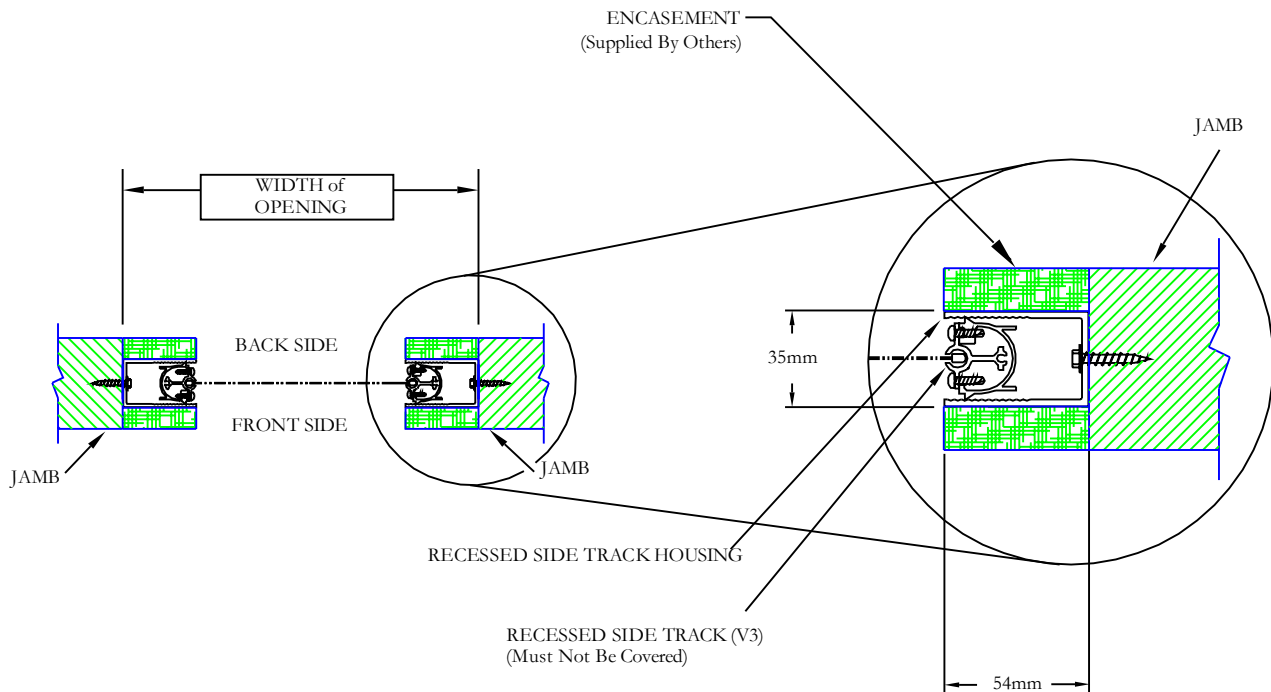 ENCASEMENT
(Supplied By Others)
JAMB
WIDTH of
OPENING
BACK SIDE
35mm
FRONT SIDE
JAMB
JAMB
RECESSED SIDE TRACK HOUSING
RECESSED SIDE TRACK (V3)
(Must Not Be Covered)
54mm